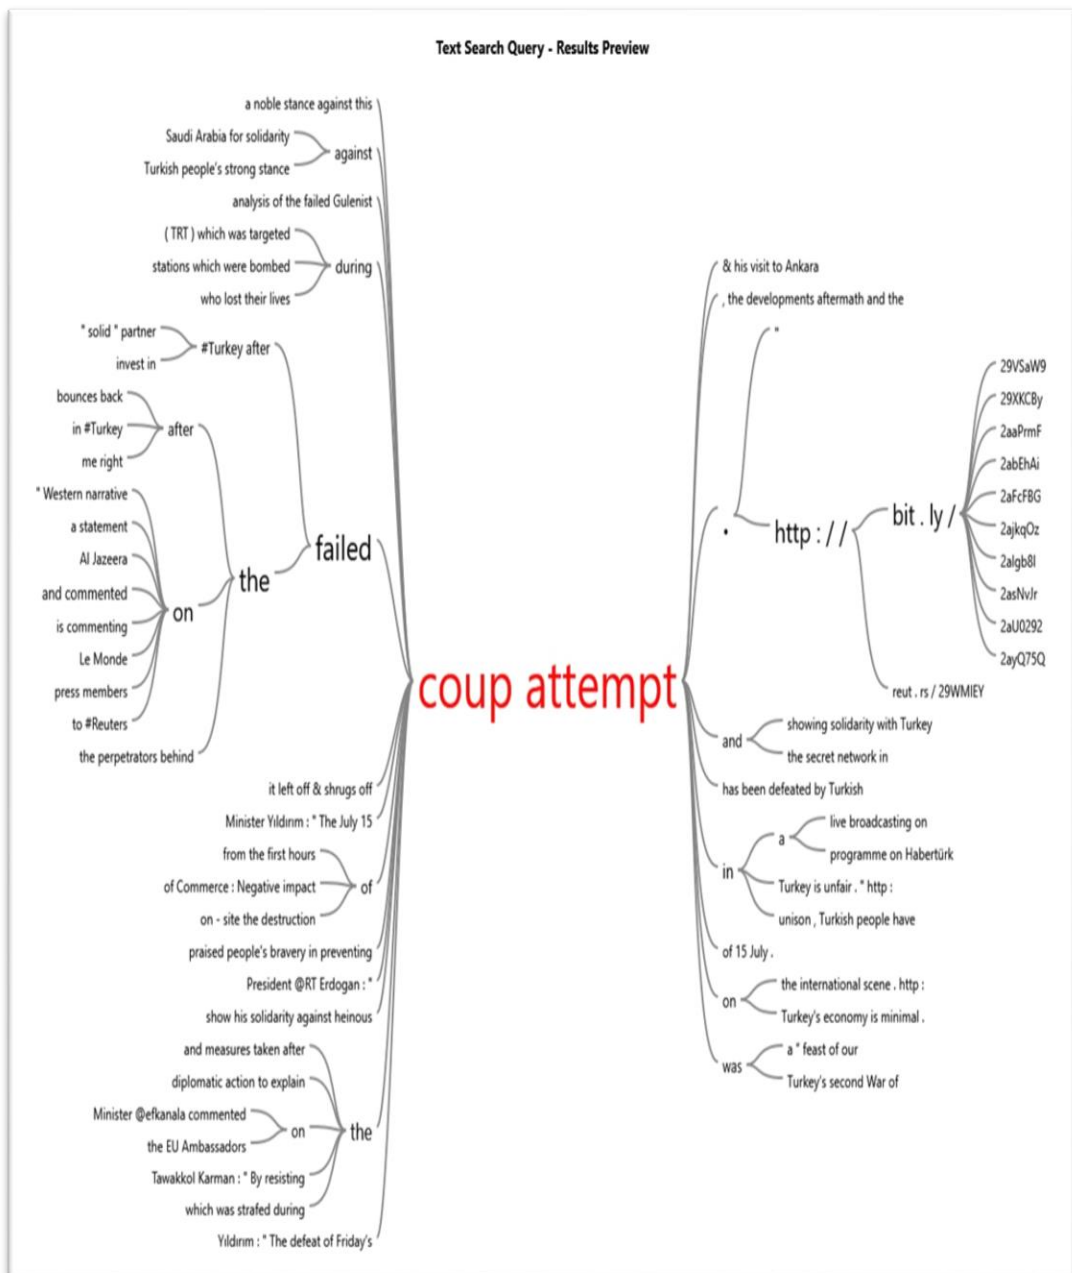 Text Search Query - Results Preview
a noble stance against this
Saudi Arabia for solidarity
Turkish people's strong stance
against
analysis of the failed Gulenist
( TRT ) which was targeted
stations which were bombed
who lost their lives
during
" solid " partner
invest in
#Turkey after
bounces back
in #Turkey
me right
after
" Western narrative
a statement
Al Jazeera
and commented
is commenting
Le Monde
press members
to #Reuters
on
the perpetrators behind
the
failed
it left off & shrugs off
Minister Yıldırım : " The July 15
from the first hours
of Commerce : Negative impact
on - site the destruction
of
praised people's bravery in preventing
President @RT Erdogan : "
show his solidarity against heinous
and measures taken after
diplomatic action to explain
Minister @efkanala commented
the EU Ambassadors
on
Tawakkol Karman : " By resisting
which was strafed during
the
Yıldırım : " The defeat of Friday's
coup attempt
& his visit to Ankara
, the developments aftermath and the
.
"
http : / /
bit . ly /
29VSaW9
29XKCBy
2aaPrmF
2abEhAi
2aFcFBG
2ajkqOz
2algb8l
2asNvJr
2aU0292
2ayQ75Q
reut . rs / 29WMIEY
and
showing solidarity with Turkey
the secret network in
has been defeated by Turkish
in
a
live broadcasting on
programme on Habertürk
Turkey is unfair . " http :
unison , Turkish people have
of 15 July .
on
the international scene . http :
Turkey's economy is minimal .
was
a " feast of our
Turkey's second War of